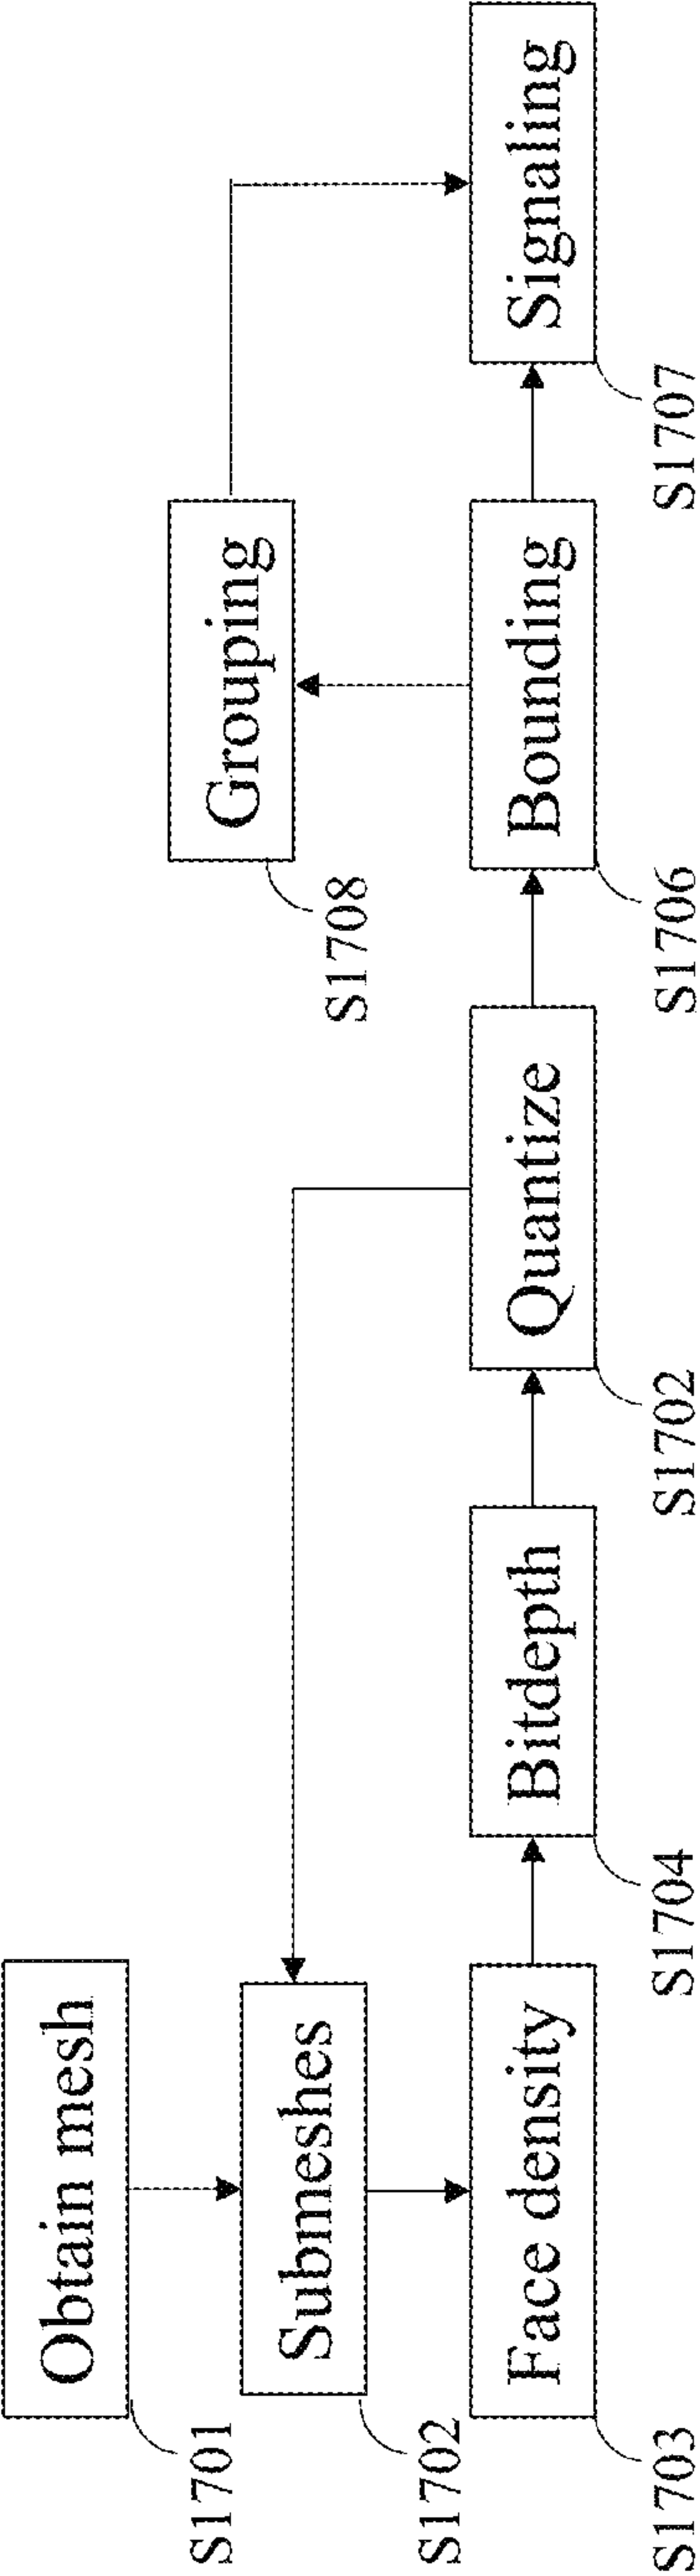 Obtain mesh
S1701
Submeshes
S1702
Face density
S1703
Bitdepth
S1704
Quantize
S1702
Bounding
S1706
Grouping
S1708
Signaling
S1707